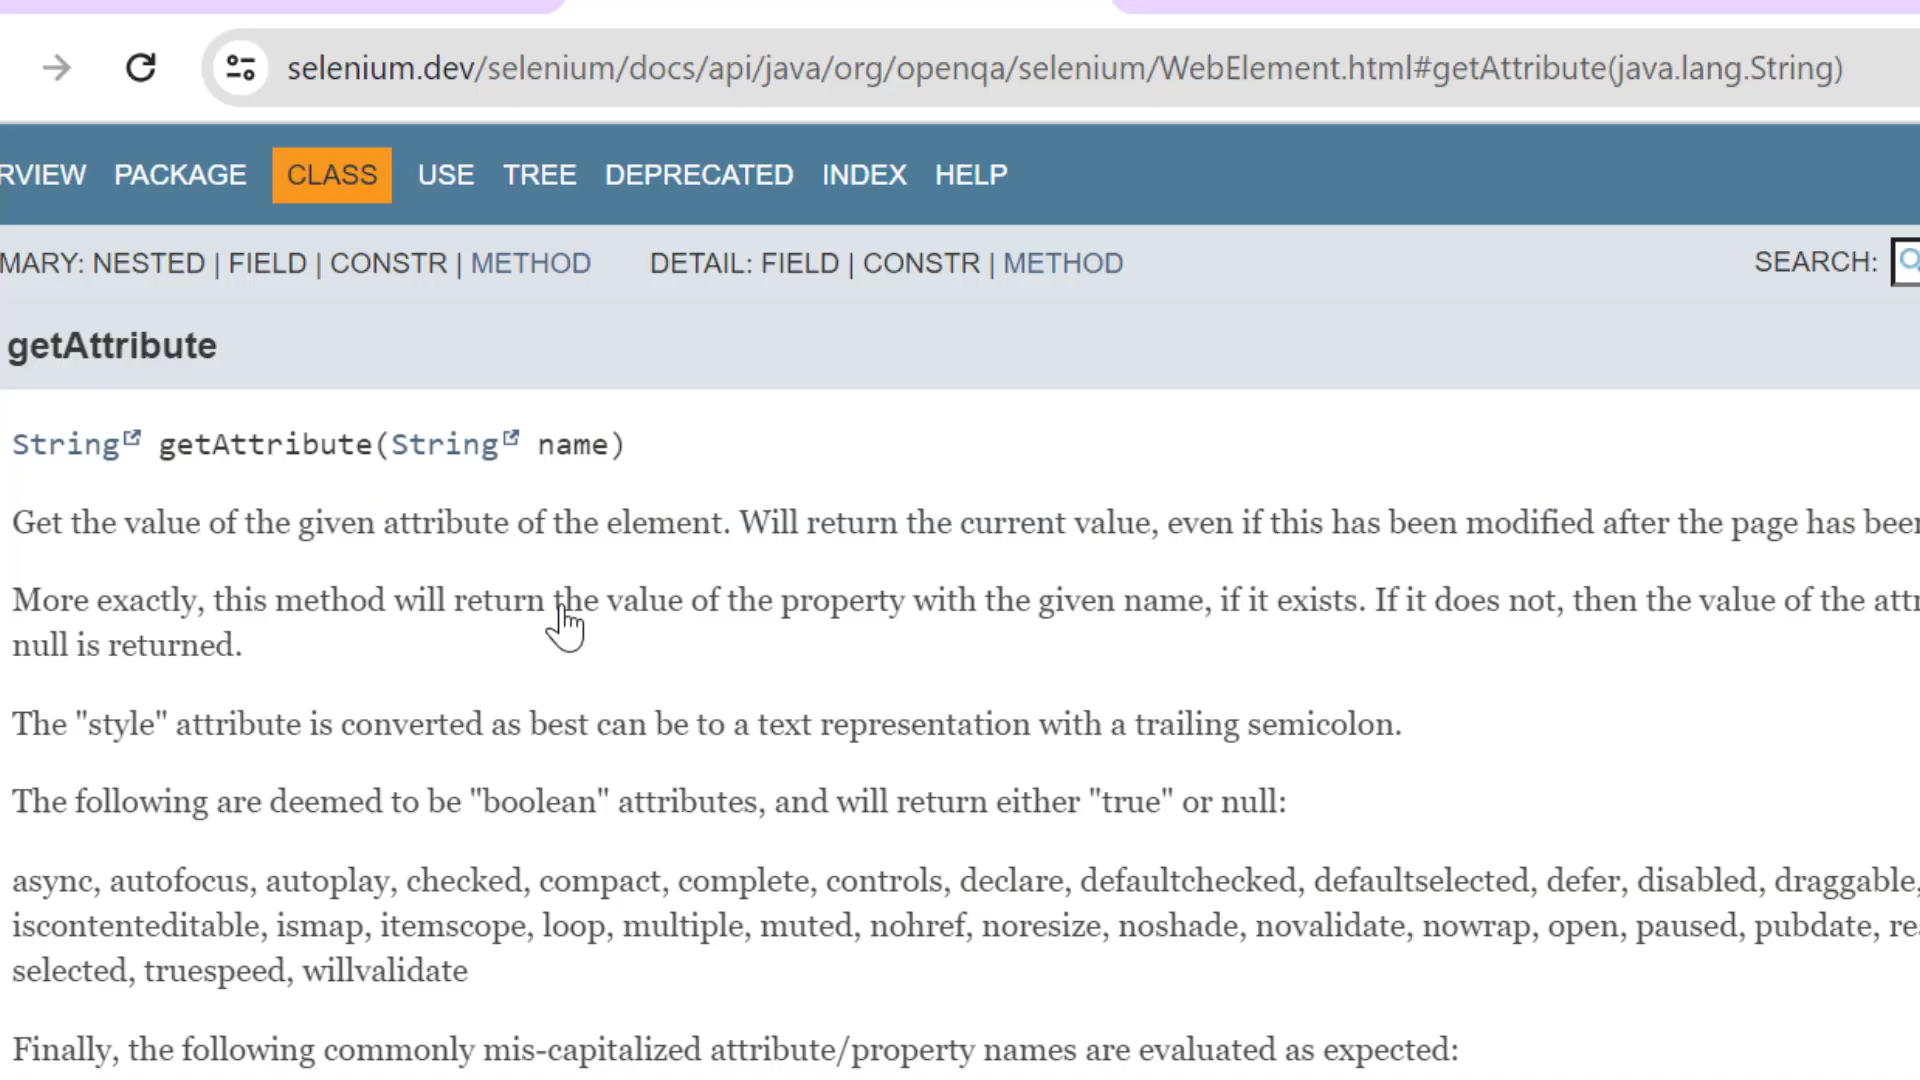 selenium.dev/selenium/docs/api/java/org/openqa/selenium/WebElement.html#getAttribute(java.lang.String)
RVIEW PACKAGE CLASS USE TREE DEPRECATED INDEX HELP
MARY: NESTED | FIELD | CONSTR | METHOD DETAIL: FIELD | CONSTR | METHOD SEARCH:
getAttribute
String getAttribute(String name)
Get the value of the given attribute of the element. Will return the current value, even if this has been modified after the page has been
More exactly, this method will return the value of the property with the given name, if it exists. If it does not, then the value of the attr
null is returned.
The "style" attribute is converted as best can be to a text representation with a trailing semicolon.
The following are deemed to be "boolean" attributes, and will return either "true" or null:
async, autofocus, autoplay, checked, compact, complete, controls, declare, defaultchecked, defaultselected, defer, disabled, draggable,
iscontenteditable, ismap, itemscope, loop, multiple, muted, nohref, noresize, noshade, novalidate, nowrap, open, paused, pubdate, re
selected, truespeed, willvalidate
Finally, the following commonly mis-capitalized attribute/property names are evaluated as expected: